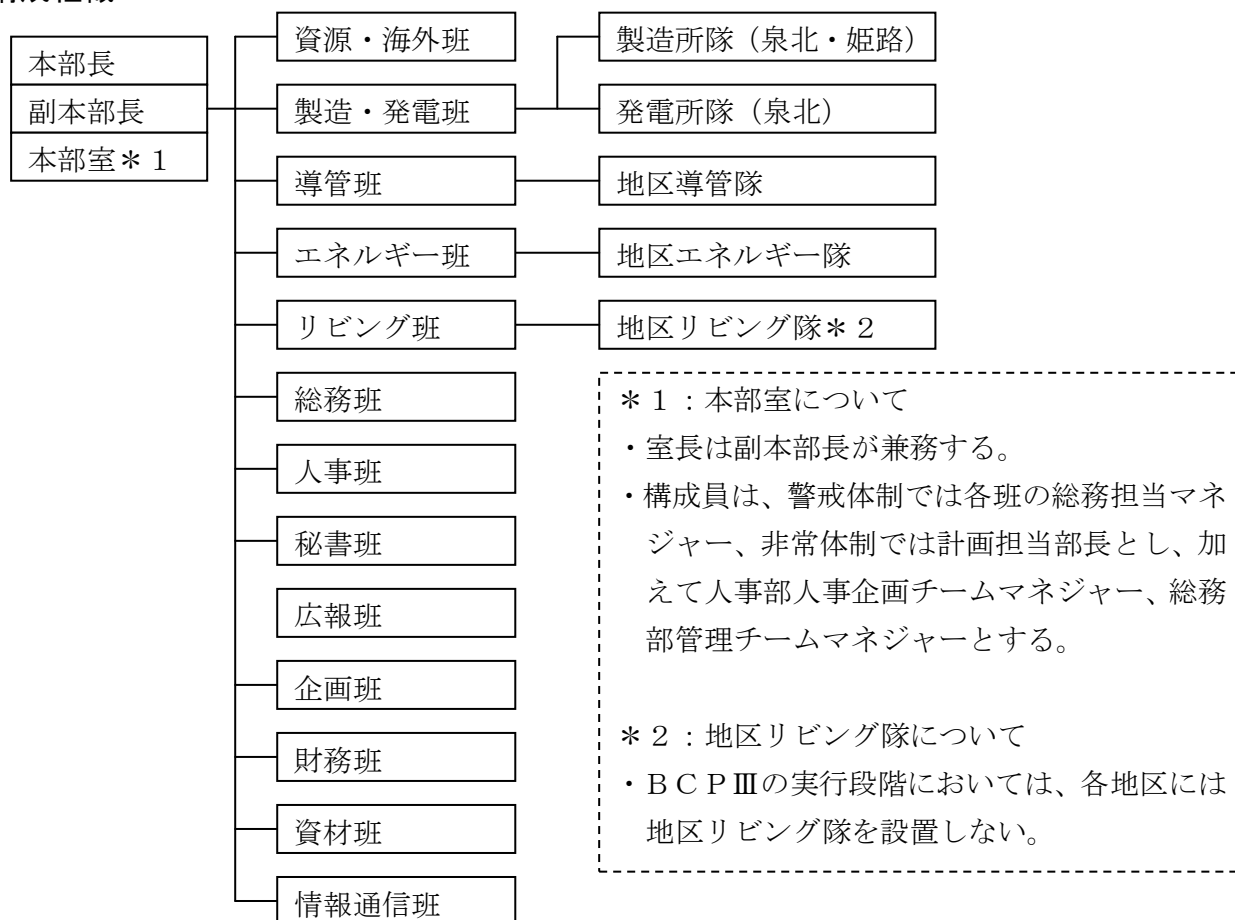 本部長
副本部長
本部室＊１
資源・海外班
製造・発電班
導管班
エネルギー班
リビング班
総務班
人事班
秘書班
広報班
企画班
財務班
資材班
情報通信班
製造所隊（泉北・姫路）
発電所隊（泉北）
地区導管隊
地区エネルギー隊
地区リビング隊＊２
＊１：本部室について
・室長は副本部長が兼務する。
・構成員は、警戒体制では各班の総務担当マネ
ジャー、非常体制では計画担当部長とし、加
えて人事部人事企画チームマネジャー、総務
部管理チームマネジャーとする。
＊２：地区リビング隊について
・ＢＣＰⅢの実行段階においては、各地区には
地区リビング隊を設置しない。